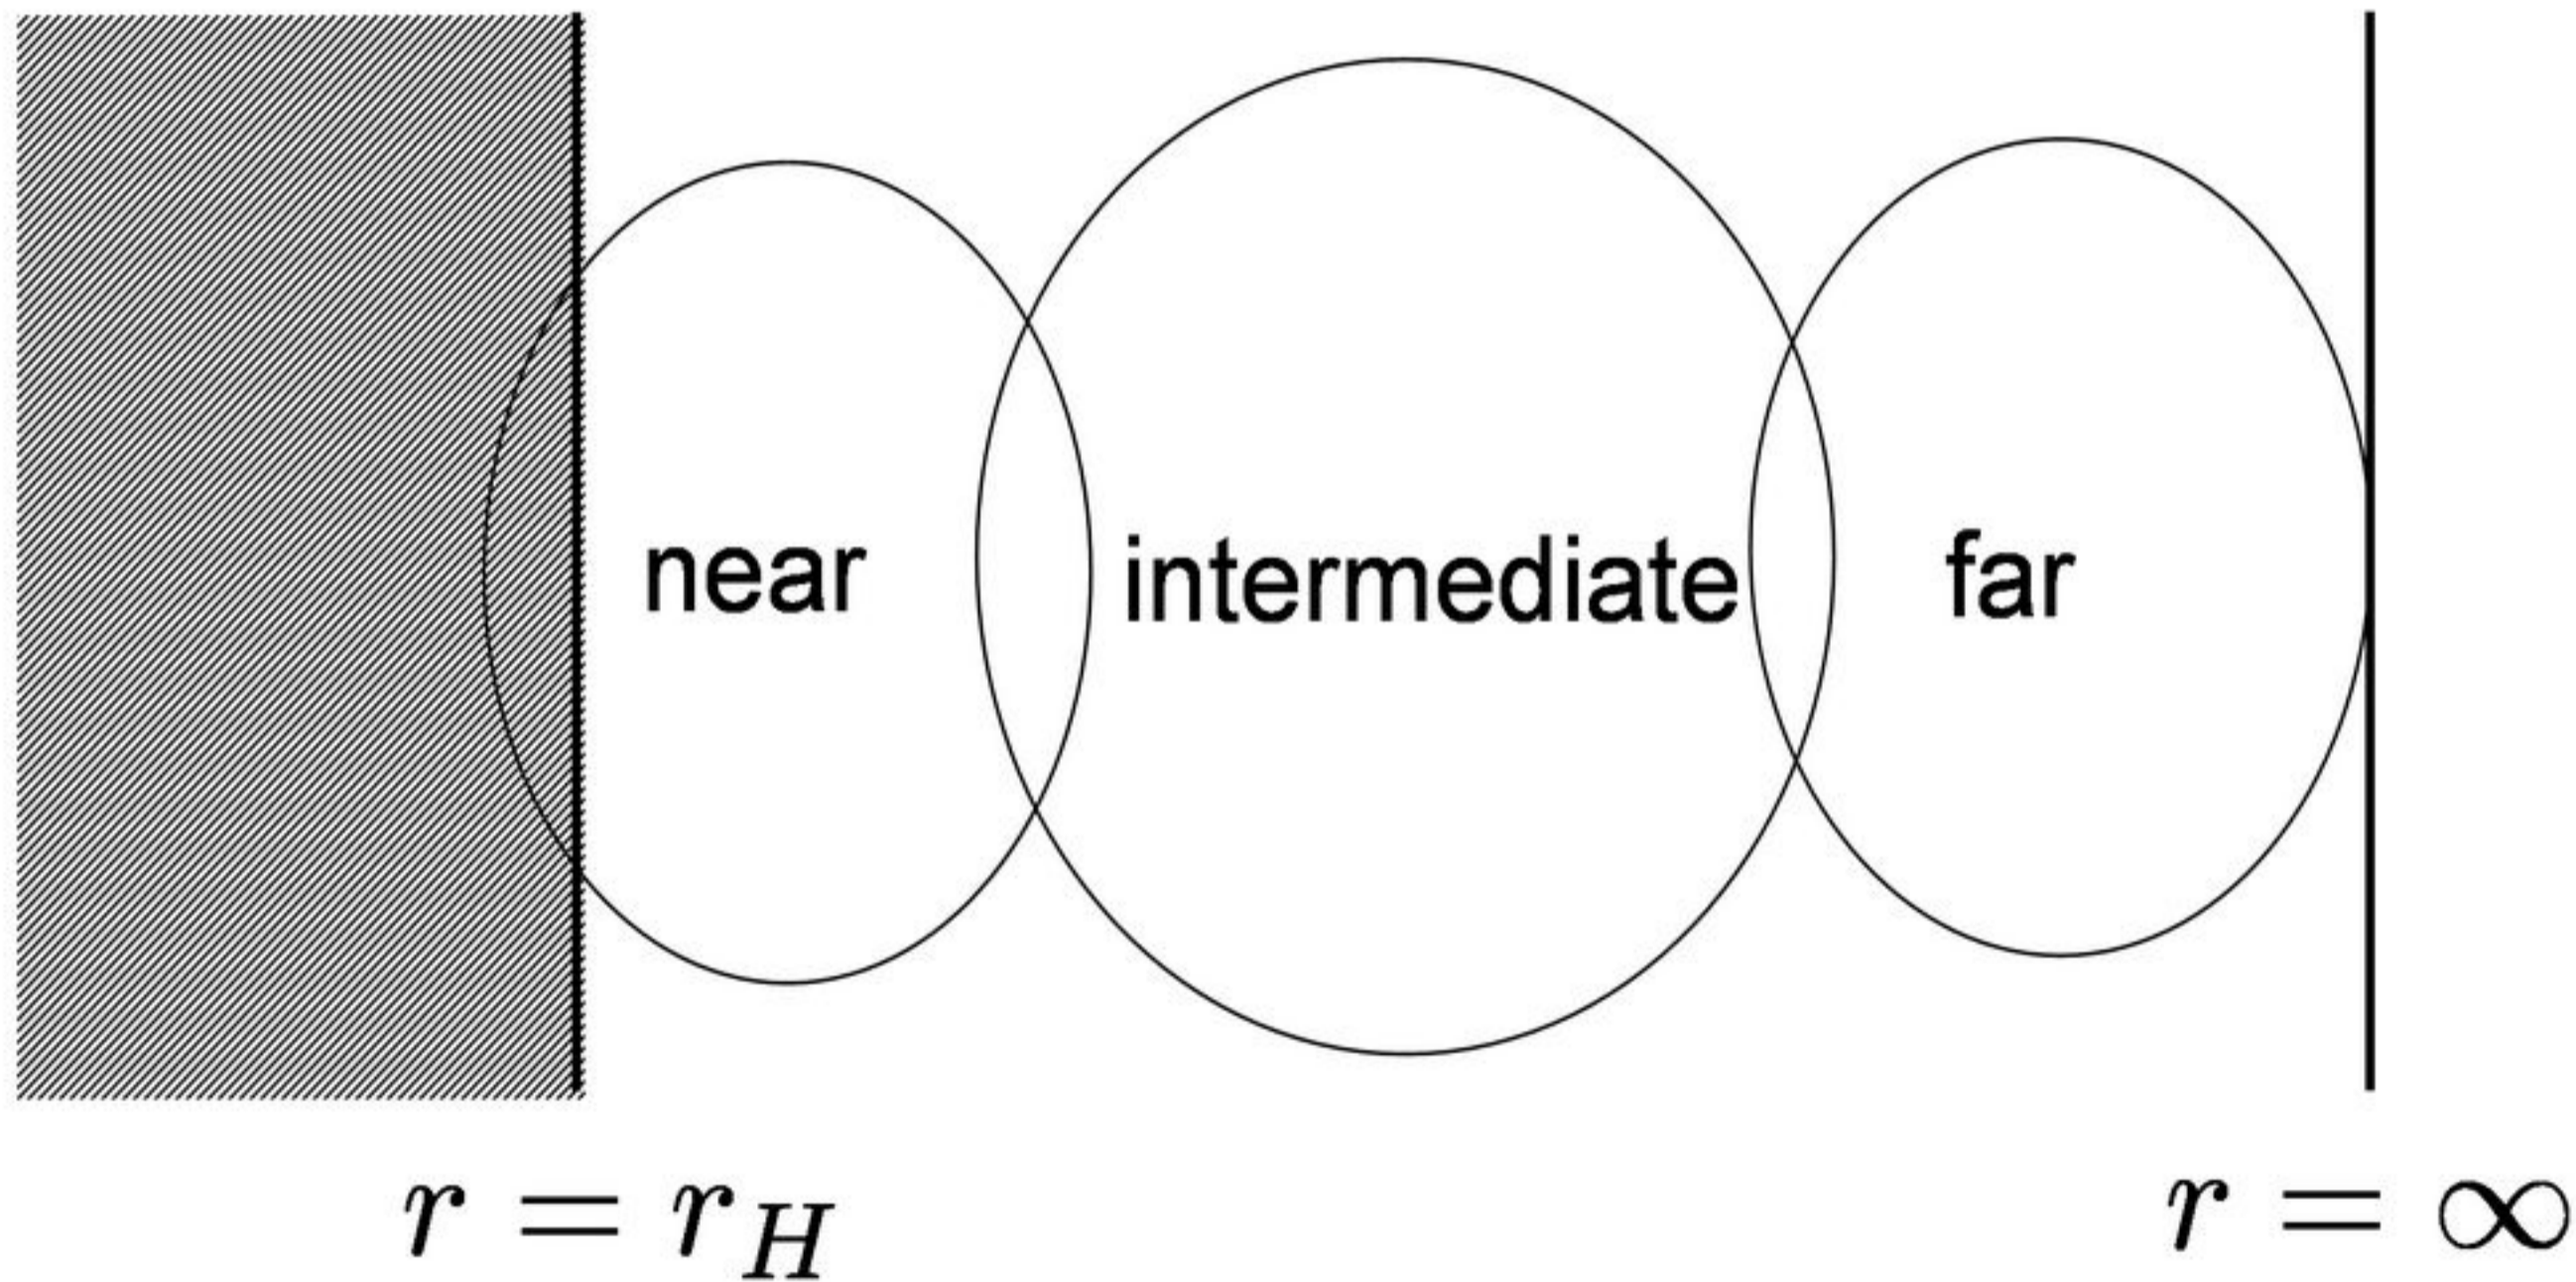 near intermediate far
r = r_H r = ∞